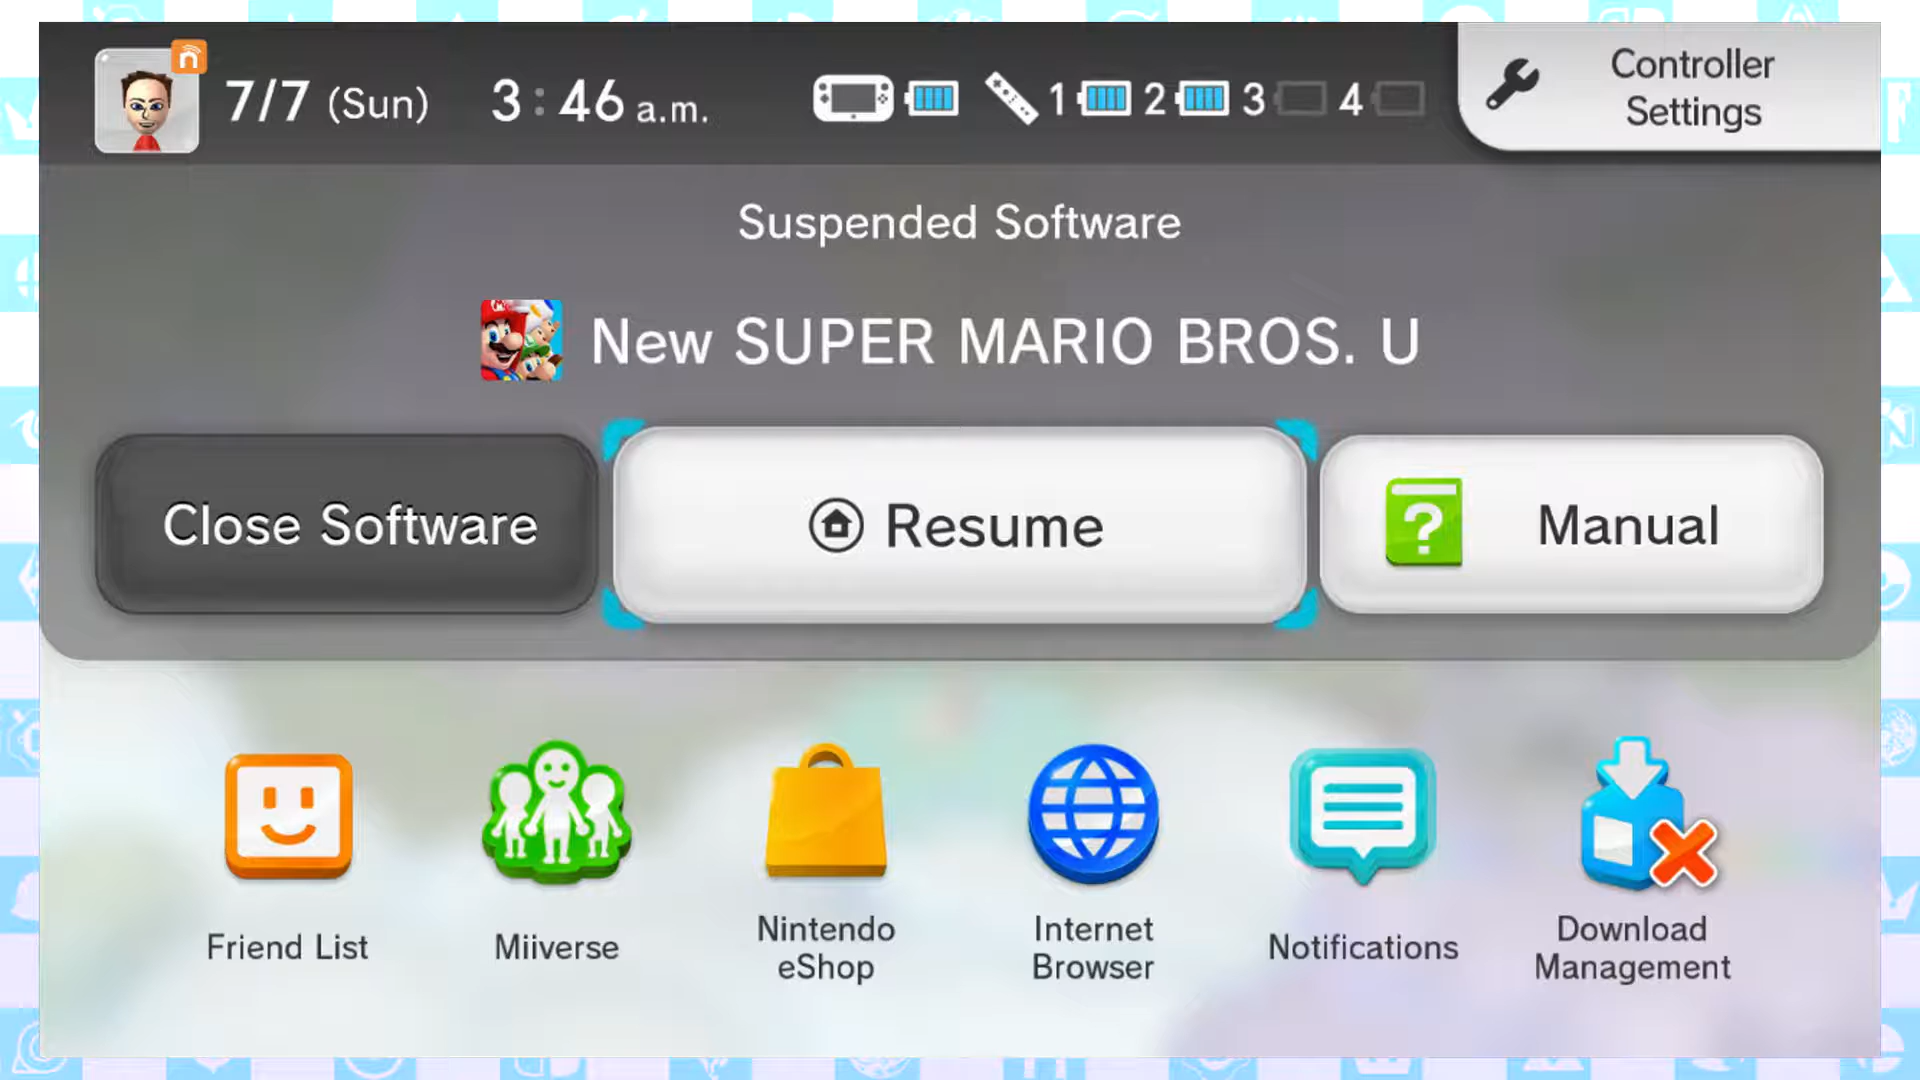 7/7 (Sun) 3:46 a.m. 1 2 3 4
Controller
Settings
Suspended Software
New SUPER MARIO BROS. U
Close Software
Resume
? Manual
Friend List
Miiverse
Nintendo
eShop
Internet
Browser
Notifications
Download
Management